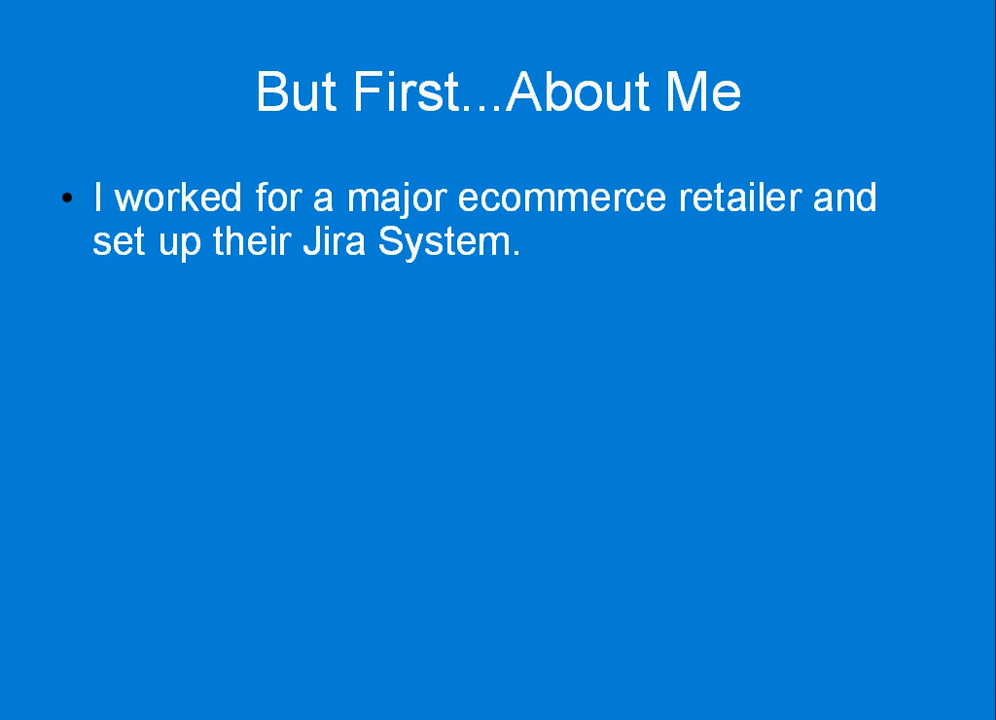 But First...About Me
• I worked for a major ecommerce retailer and
set up their Jira System.